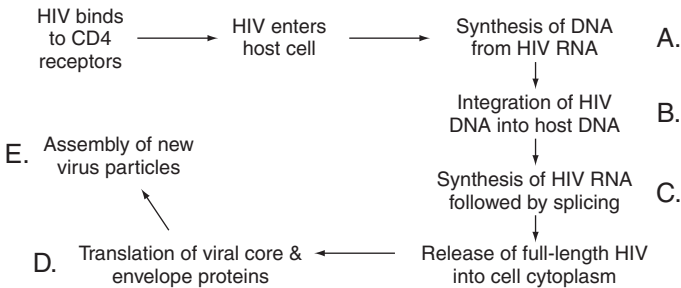 HIV binds
to CD4
receptors
HIV enters
host cell
Synthesis of DNA
from HIV RNA
A.
Integration of HIV
DNA into host DNA
B.
Synthesis of HIV RNA
followed by splicing
C.
Release of full-length HIV
into cell cytoplasm
D.
Translation of viral core &
envelope proteins
E.
Assembly of new
virus particles